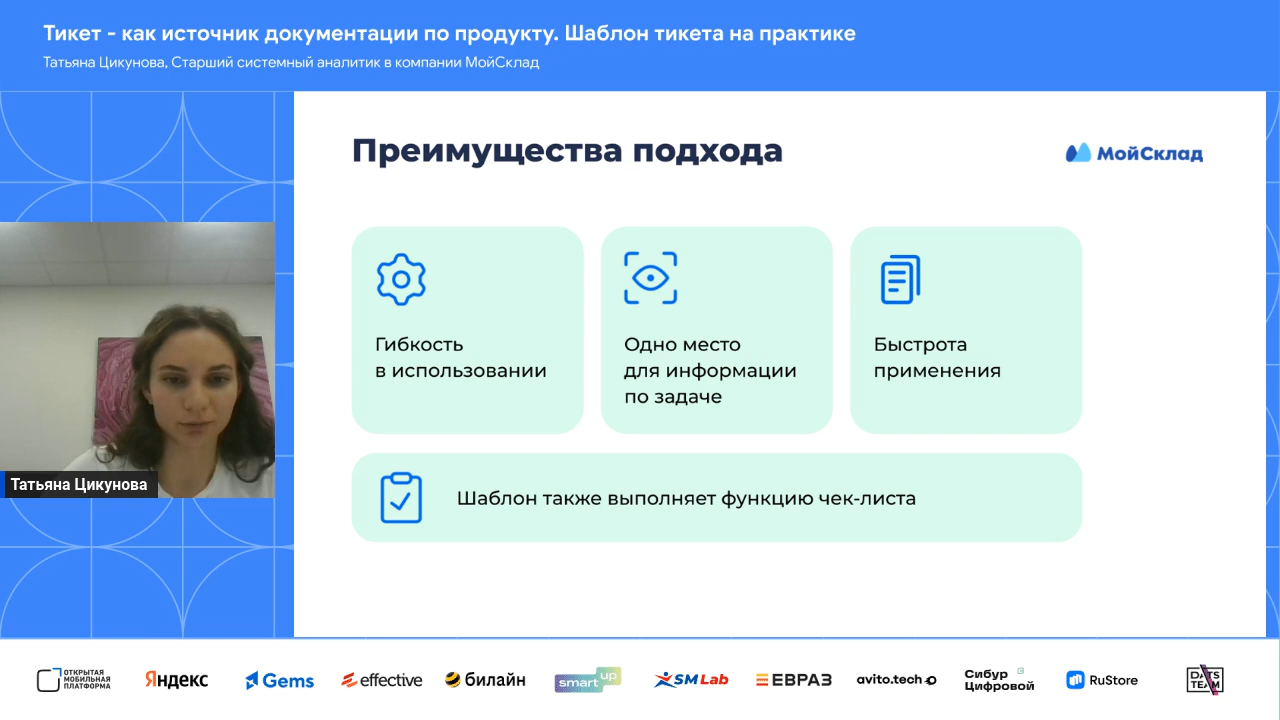 Тикет - как источник документации по продукту. Шаблон тикета на практике
Татьяна Цикунова, Старший системный аналитик в компании МойСклад
Преимущества подхода
МойСклад
Гибкость
в использовании
Одно место
для информации
по задаче
Быстрота
применения
Татьяна Цикунова
Шаблон также выполняет функцию чек-листа
ОТКРЫТАЯ
МОБИЛЬНАЯ
ПЛАТФОРМА
Яндекс
Gems
effective
билайн
smart up
SM Lab
ЕВРАЗ
avito.tech
Сибур
Цифровой
RuStore
DATS
TEAM